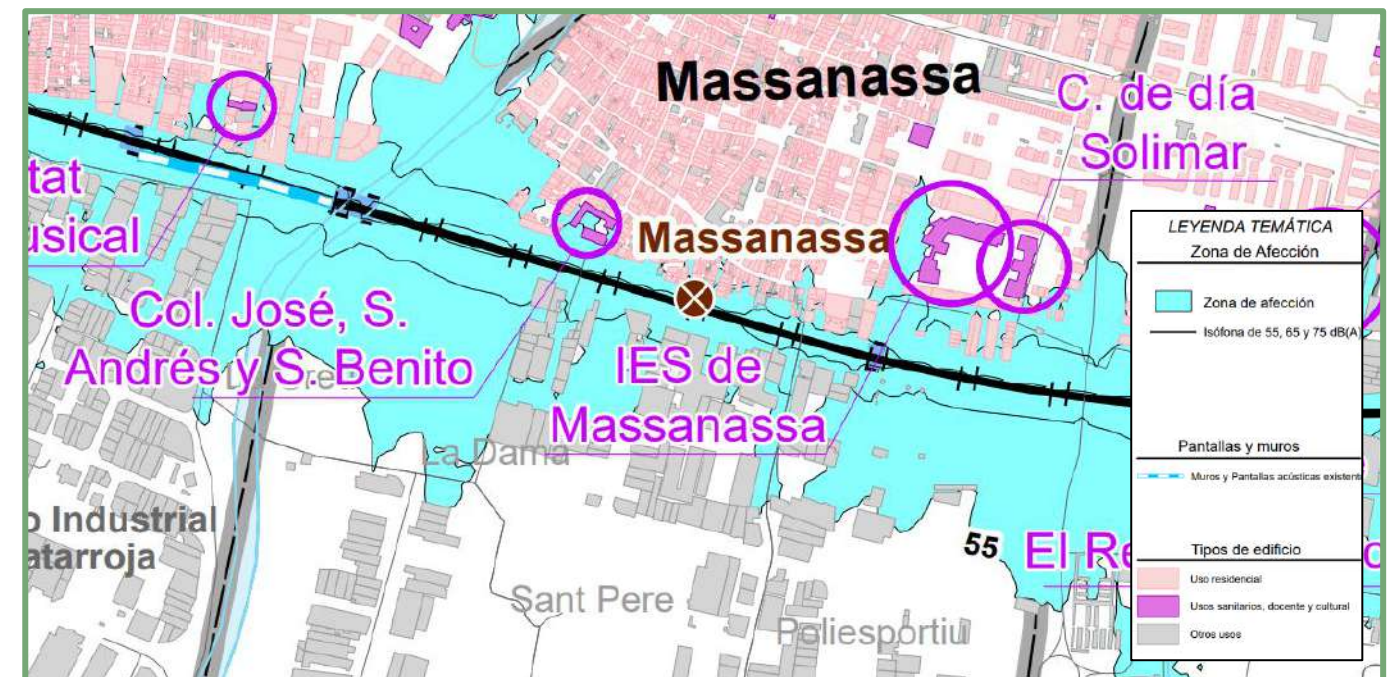 Massanassa
C. de día
Solimar
tat
usical
Massanassa
Col. José, S.
Andrés y S. Benito
IES de
Massanassa
La Dama
o Industrial
atarroja
Sant Pere
Poliesportiu
55
El Re
LEYENDA TEMÁTICA
Zona de Afección
Zona de afección
Isófona de 55, 65 y 75 dB(A)
Pantallas y muros
Muros y Pantallas acústicas existent
Tipos de edificio
Uso residencial
Usos sanitarios, docente y cultural
Otros usos